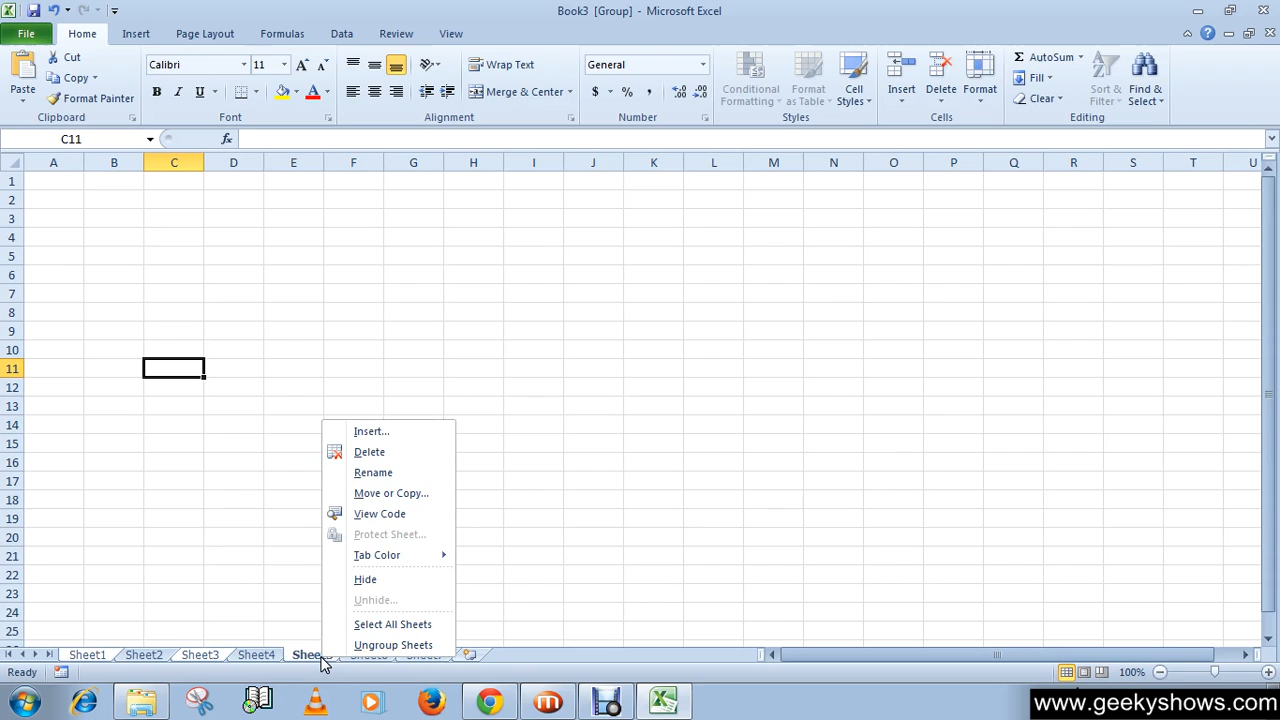 Book3 [Group] - Microsoft Excel
File Home Insert Page Layout Formulas Data Review View
Paste
Cut
Copy
Format Painter
Clipboard
Calibri 11
B I U A
Font
Wrap Text
Merge & Center
Alignment
General
$ % ,
Number
Conditional Formatting
Format as Table
Cell Styles
Styles
Insert
Delete
Format
Cells
AutoSum
Fill
Clear
Sort & Filter
Find & Select
Editing
C11 fx
A B C D E F G H I J K L M N O P Q R S T U
1
2
3
4
5
6
7
8
9
10
11
12
13
14
15
16
17
18
19
20
21
22
23
24
25
Insert...
Delete
Rename
Move or Copy...
View Code
Protect Sheet...
Tab Color
Hide
Unhide...
Select All Sheets
Ungroup Sheets
Sheet1 Sheet2 Sheet3 Sheet4
Ready 100%
www.geekyshows.com